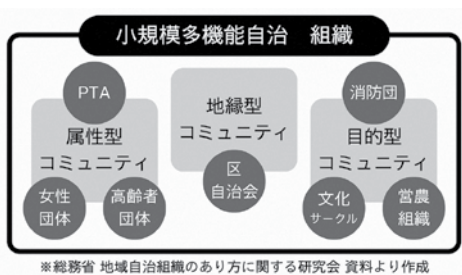 小規模多機能自治 組織
PTA
属性型
コミュニティ
女性
団体
高齢者
団体
地縁型
コミュニティ
区
自治会
消防団
目的型
コミュニティ
文化
サークル
営農
組織
※総務省 地域自治組織のあり方に関する研究会 資料より作成